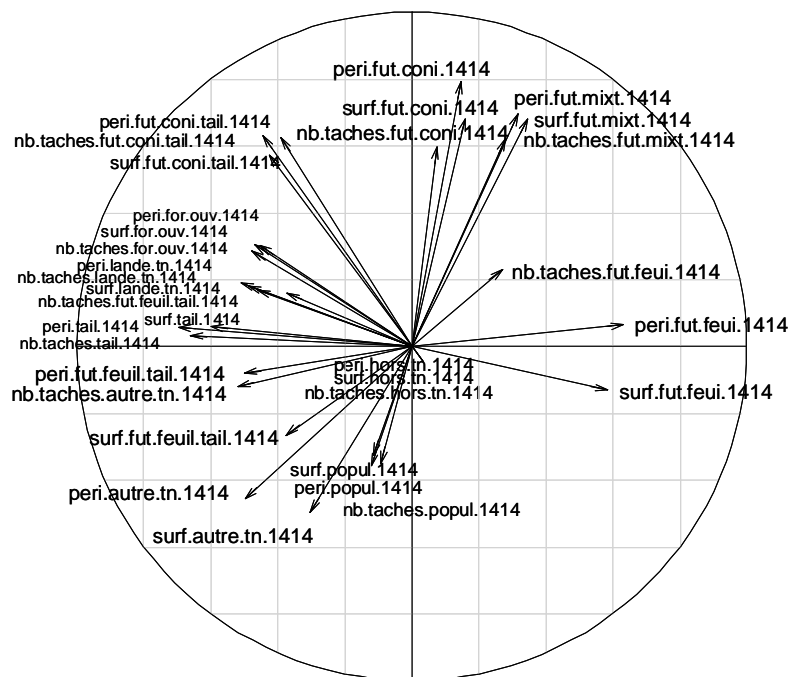 peri.fut.coni.1414
peri.fut.mixt.1414
surf.fut.coni.1414
surf.fut.mixt.1414
peri.fut.coni.tail.1414
nb.taches.fut.coni.1414
nb.taches.fut.mixt.1414
nb.taches.fut.coni.tail.1414
surf.fut.coni.tail.1414
peri.for.ouv.1414
surf.for.ouv.1414
nb.taches.for.ouv.1414
peri.lande.tn.1414
nb.taches.fut.feui.1414
nb.taches.lande.tn.1414
surf.lande.tn.1414
nb.taches.fut.feuil.tail.1414
surf.tail.1414
peri.tail.1414
peri.fut.feui.1414
nb.taches.tail.1414
peri.hors.tn.1414
peri.fut.feuil.tail.1414
surf.hors.tn.1414
nb.taches.autre.tn.1414
nb.taches.hors.tn.1414
surf.fut.feui.1414
surf.fut.feuil.tail.1414
surf.popul.1414
peri.autre.tn.1414
peri.popul.1414
nb.taches.popul.1414
surf.autre.tn.1414